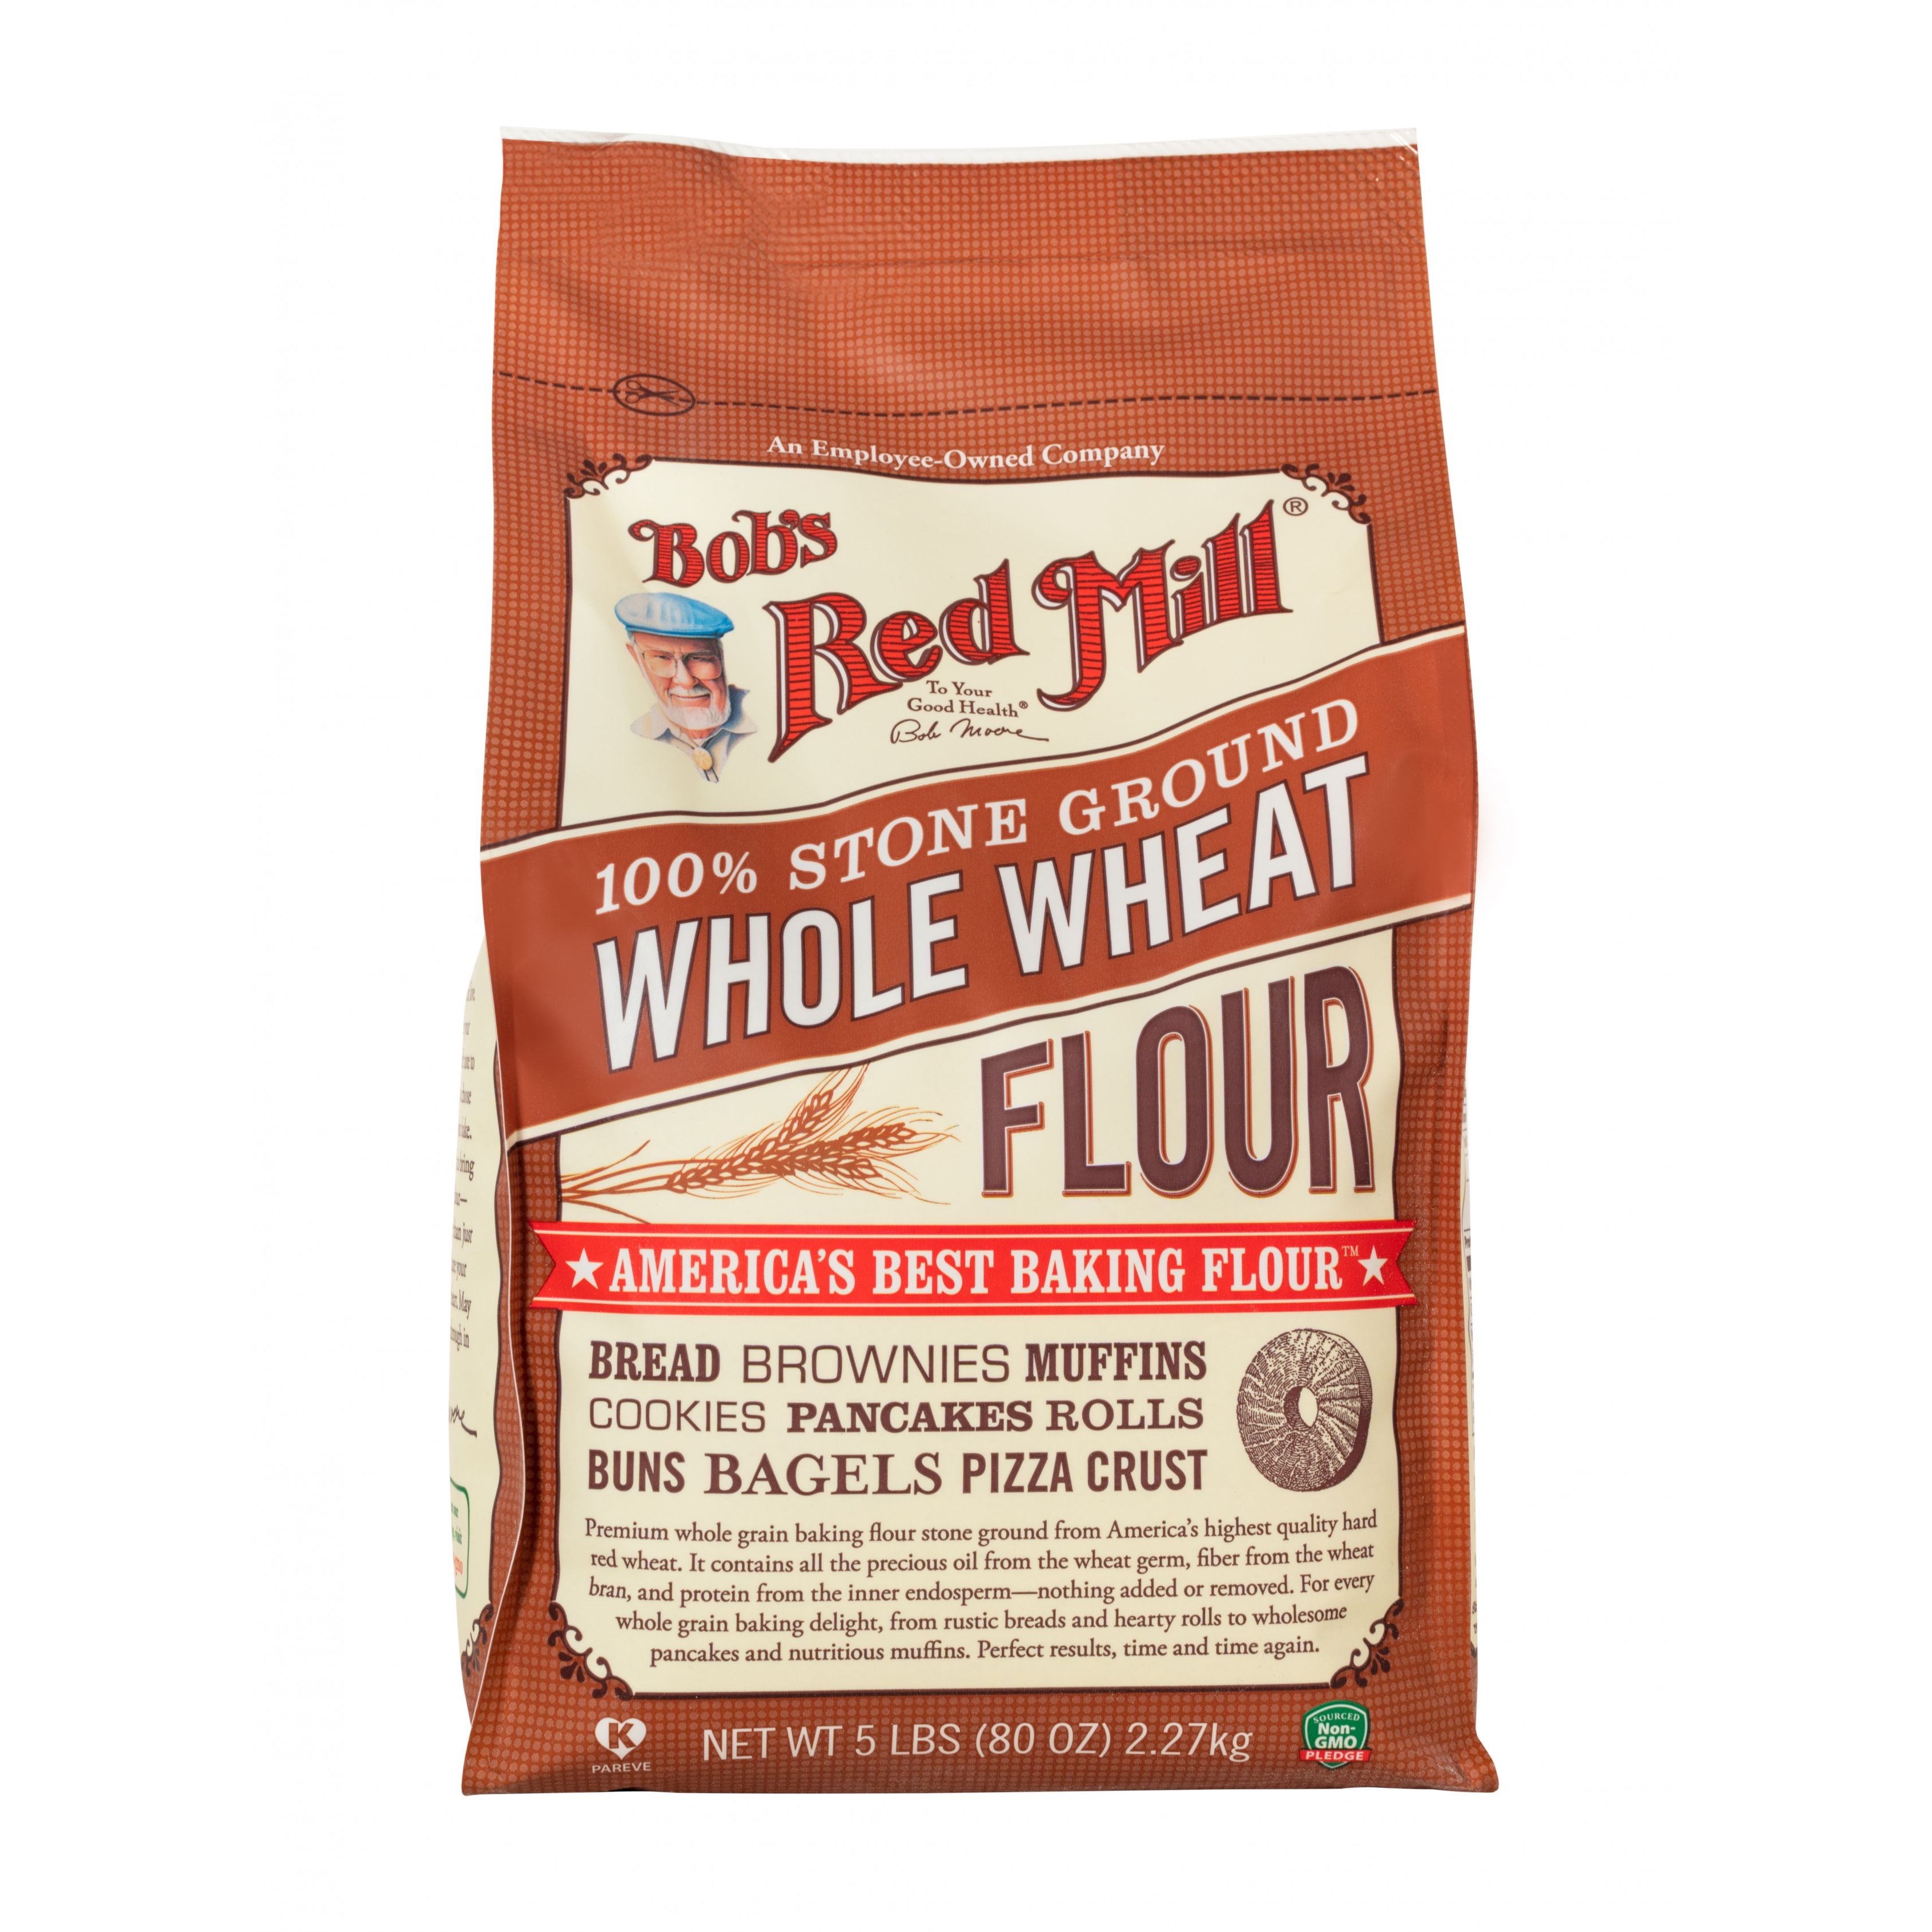 An Employee-Owned Company
Bob's
Red Mill®
To Your
Good Health®
Bob Moore
100% STONE GROUND
WHOLE WHEAT
FLOUR
★ AMERICA'S BEST BAKING FLOUR™ ★
BREAD BROWNIES MUFFINS
COOKIES PANCAKES ROLLS
BUNS BAGELS PIZZA CRUST
Premium whole grain baking flour stone ground from America's highest quality hard
red wheat. It contains all the precious oil from the wheat germ, fiber from the wheat
bran, and protein from the inner endosperm—nothing added or removed. For every
whole grain baking delight, from rustic breads and hearty rolls to wholesome
pancakes and nutritious muffins. Perfect results, time and time again.
K
PAREVE
NET WT 5 LBS (80 OZ) 2.27kg
SOURCED
Non-
GMO
PLEDGE
just
your
May
in